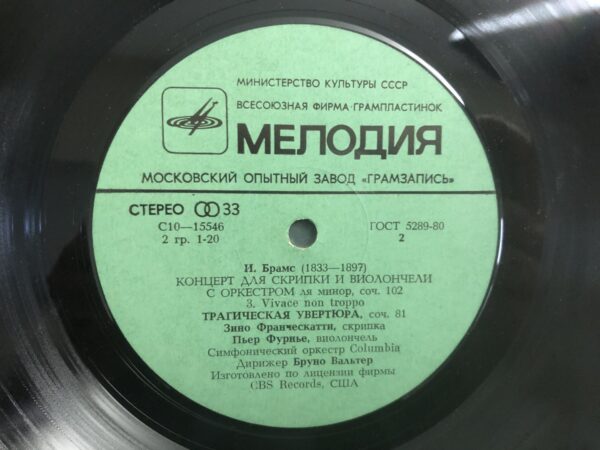 МИНИСТЕРСТВО КУЛЬТУРЫ СССР
ВСЕСОЮЗНАЯ ФИРМА ГРАМПЛАСТИНОК
МЕЛОДИЯ
МОСКОВСКИЙ ОПЫТНЫЙ ЗАВОД «ГРАМЗАПИСЬ»
СТЕРЕО 33
С10—15546
2 гр. 1-20
ГОСТ 5289-80
2
И. Брамс (1833—1897)
КОНЦЕРТ ДЛЯ СКРИПКИ И ВИОЛОНЧЕЛИ
С ОРКЕСТРОМ ля минор, соч. 102
3. Vivace non troppo
ТРАГИЧЕСКАЯ УВЕРТЮРА, соч. 81
Зино Франческатти, скрипка
Пьер Фурнье, виолончель
Симфонический оркестр Columbia
Дирижер Бруно Вальтер
Изготовлено по лицензии фирмы
CBS Records, США